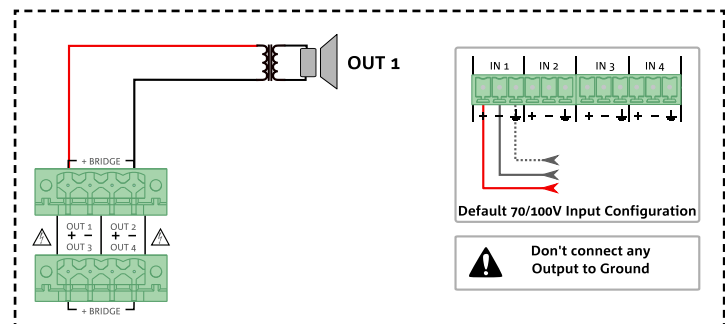 OUT 1
IN 1 IN 2 IN 3 IN 4
+ - + - + - + -
Default 70/100V Input Configuration
+ BRIDGE -
OUT 1 OUT 2
+ - + -
OUT 3 OUT 4
+ BRIDGE -
Don't connect any
Output to Ground